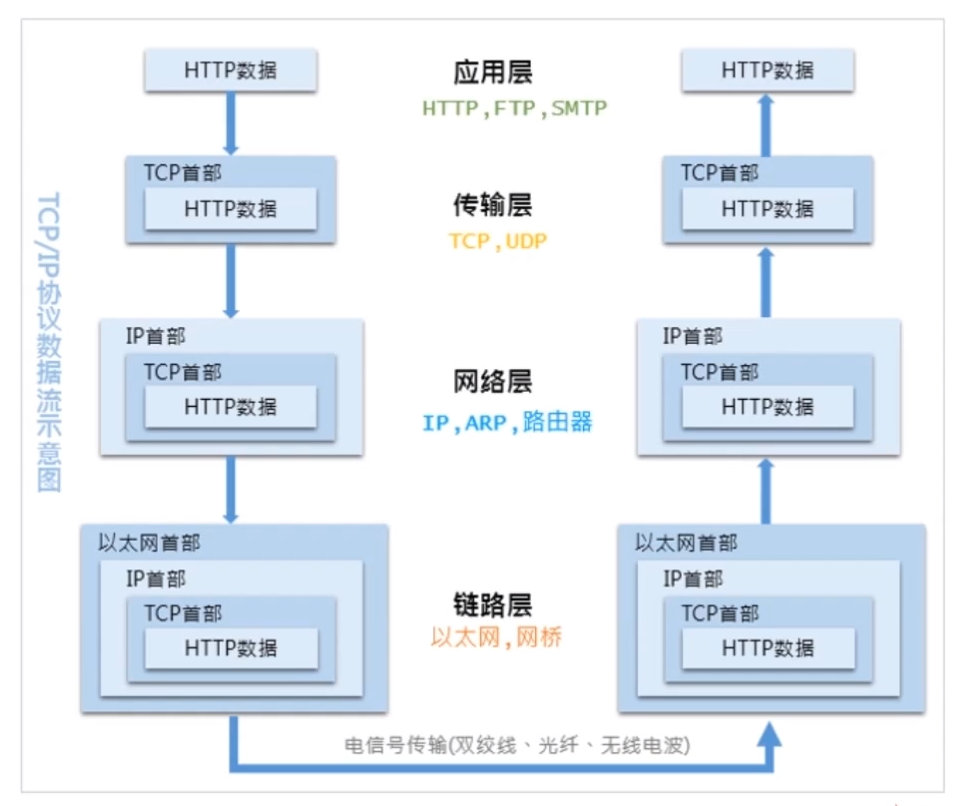 TCP/IP协议数据流示意图
HTTP数据
应用层
HTTP数据
HTTP,FTP,SMTP
TCP首部
HTTP数据
传输层
TCP,UDP
TCP首部
HTTP数据
IP首部
TCP首部
HTTP数据
网络层
IP,ARP,路由器
IP首部
TCP首部
HTTP数据
以太网首部
IP首部
TCP首部
HTTP数据
链路层
以太网,网桥
以太网首部
IP首部
TCP首部
HTTP数据
电信号传输(双绞线、光纤、无线电波)